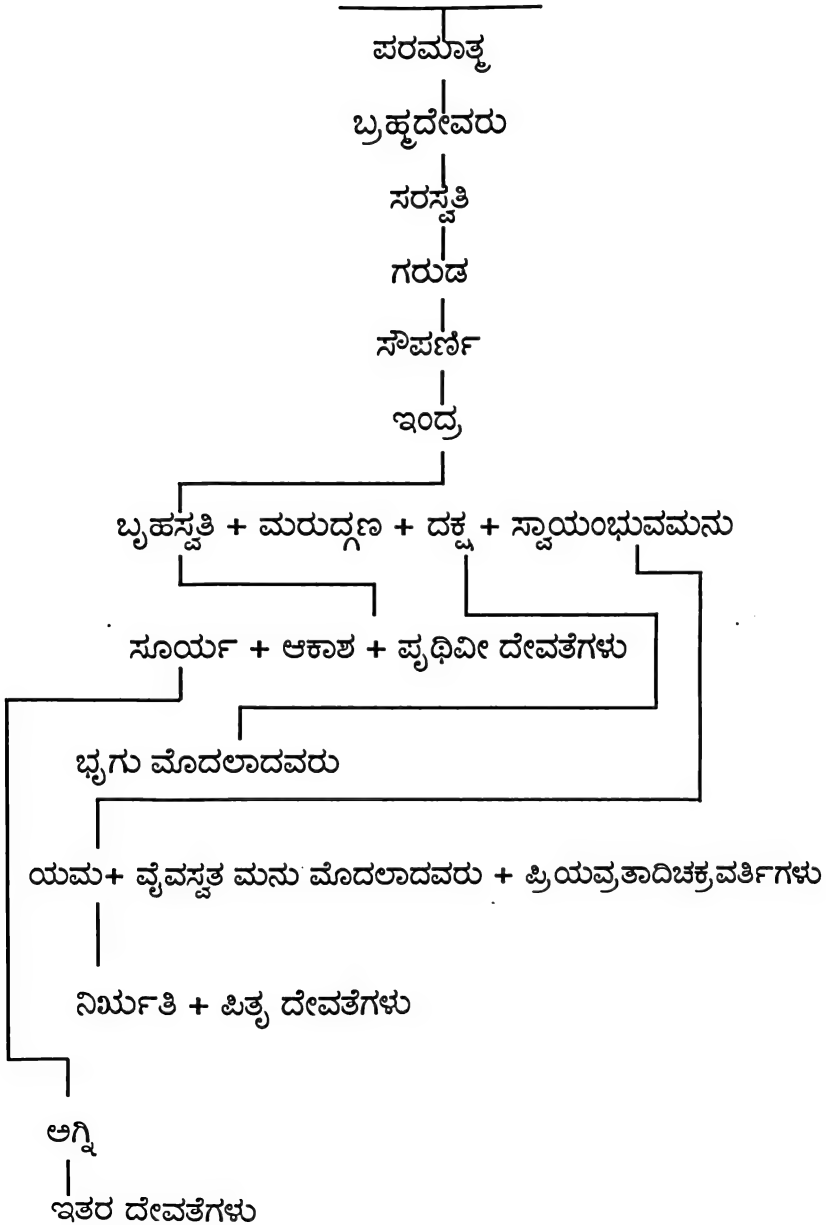 ಪರಮಾತ್ಮ
ಬ್ರಹ್ಮದೇವರು
ಸರಸ್ವತಿ
ಗರುಡ
ಸೌಪರ್ಣಿ
ಇಂದ್ರ
ಬೃಹಸ್ಪತಿ + ಮರುದ್ಗಣ + ದಕ್ಷ + ಸ್ವಾಯಂಭುವಮನು
ಸೂರ್ಯ + ಆಕಾಶ + ಪೃಥಿವೀ ದೇವತೆಗಳು
ಭೃಗು ಮೊದಲಾದವರು
ಯಮ+ ವೈವಸ್ವತ ಮನು ಮೊದಲಾದವರು + ಪ್ರಿಯವ್ರತಾದಿಚಕ್ರವರ್ತಿಗಳು
ನಿರ್ಋತಿ + ಪಿತೃ ದೇವತೆಗಳು
ಅಗ್ನಿ
ಇತರ ದೇವತೆಗಳು